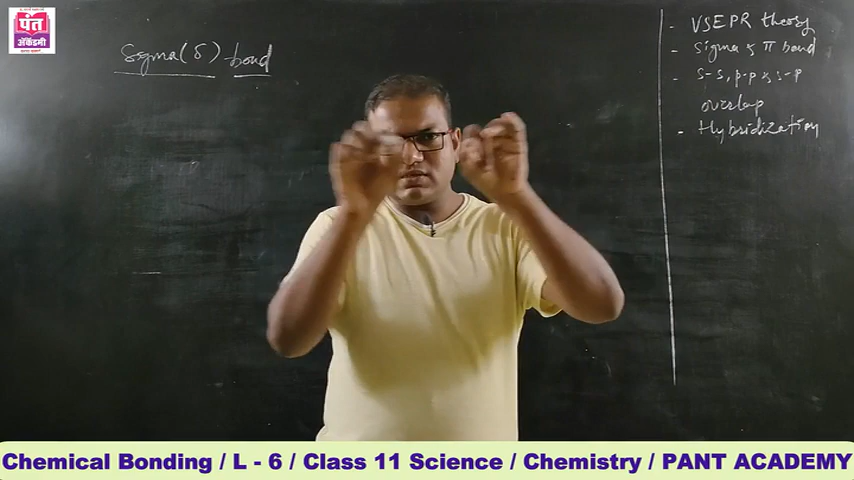 पंत
अ‍ॅकॅडमी
Sigma(δ) bond
- VSEPR theory
- Sigma & π bond
- s-s, p-p & s-p
overlap
- Hybridization
Chemical Bonding / L - 6 / Class 11 Science / Chemistry / PANT ACADEMY